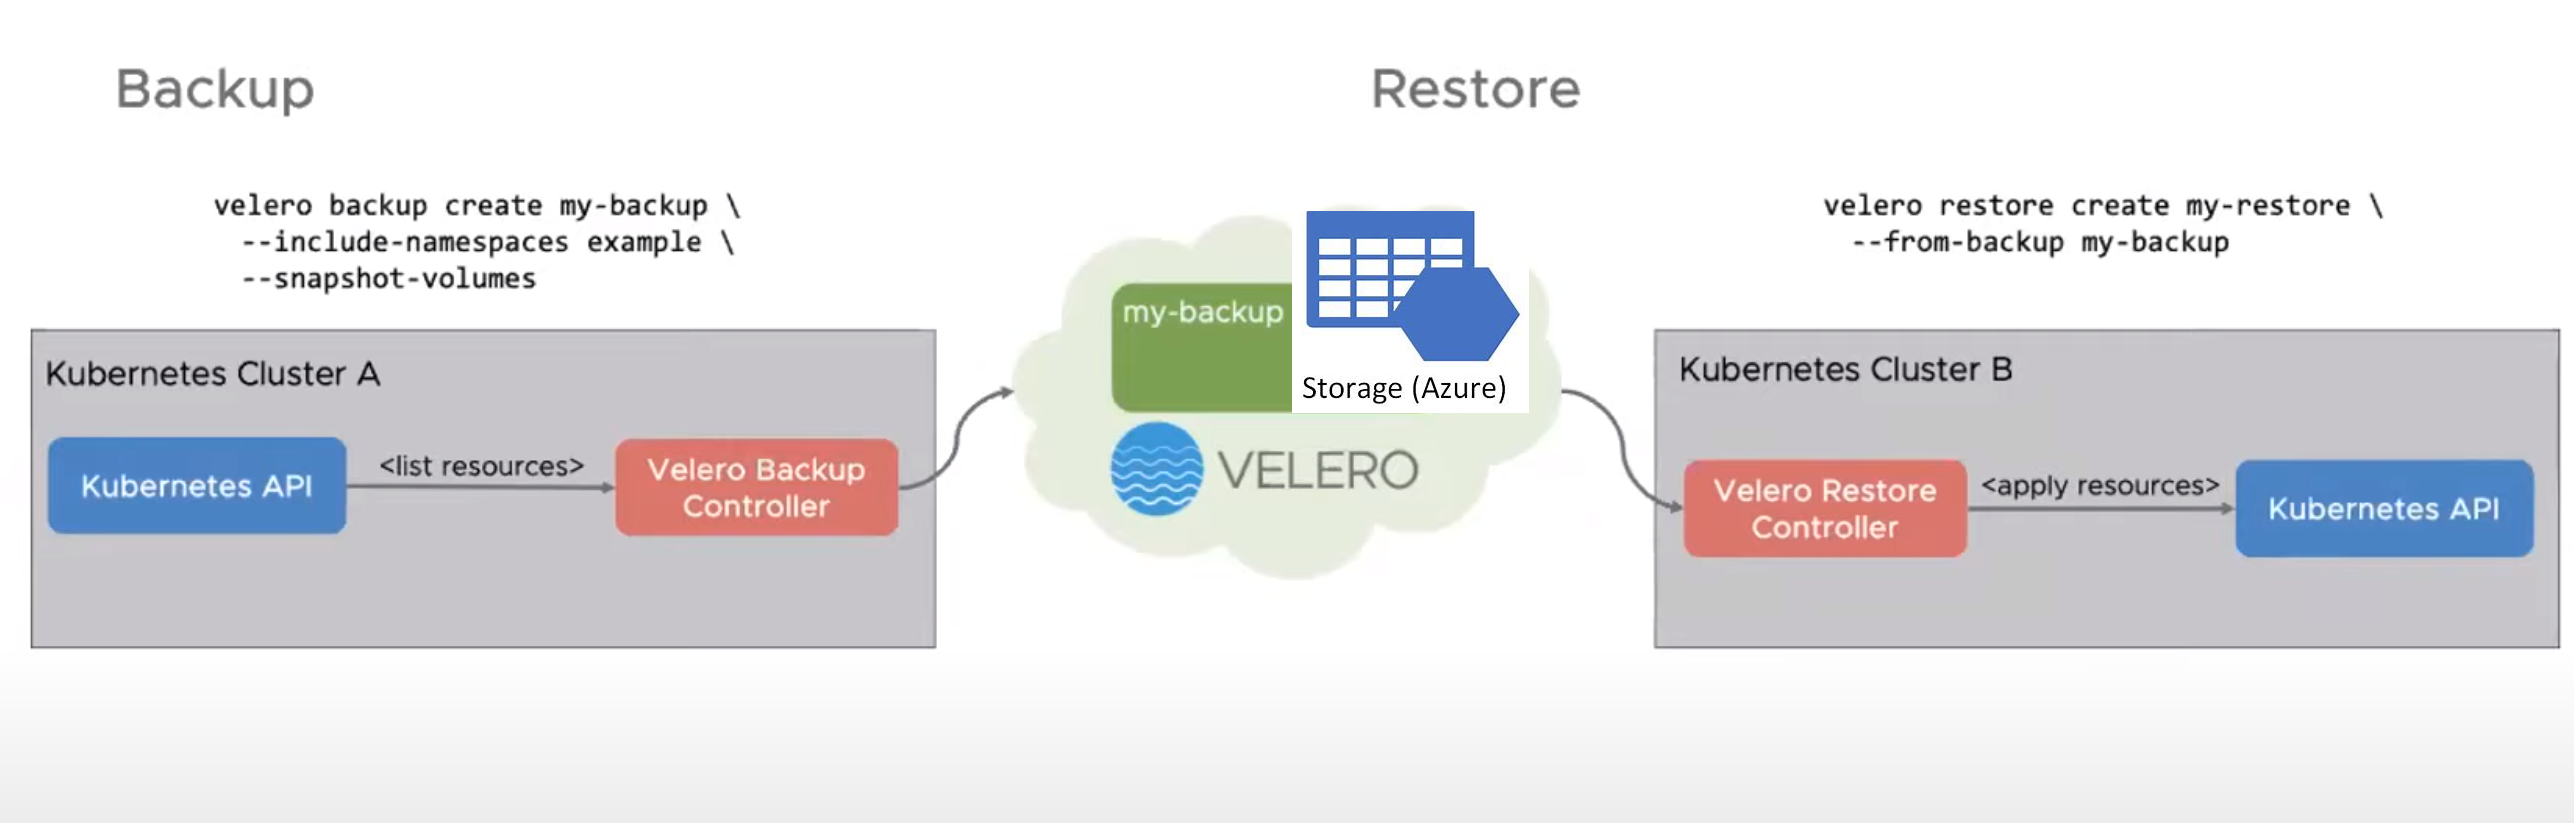 Backup
Restore
velero backup create my-backup \
--include-namespaces example \
--snapshot-volumes
velero restore create my-restore \
--from-backup my-backup
Kubernetes Cluster A
Kubernetes API
<list resources>
Velero Backup
Controller
my-backup
Storage (Azure)
VELERO
Kubernetes Cluster B
Velero Restore
Controller
<apply resources>
Kubernetes API